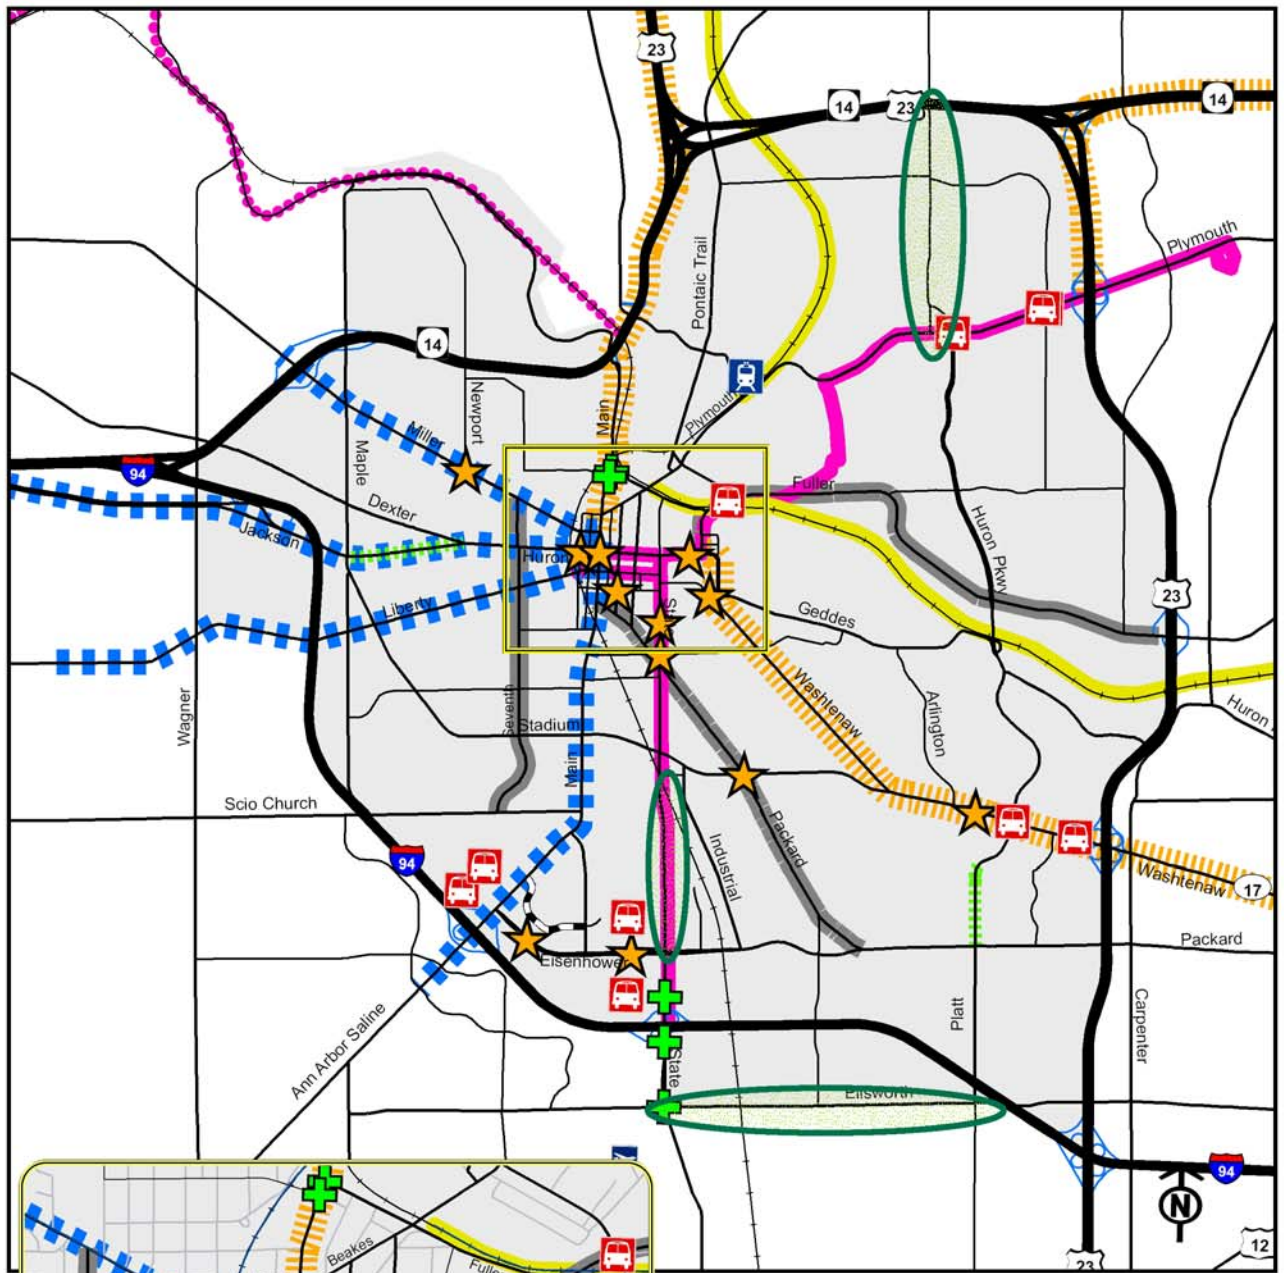 23
14
23
14
Plymouth
Pontaic Trail
14
Newport
Main
Plymouth
Miller
Maple
94
Fuller
Dexter
Jackson
Huron
Huron Pkwy
23
Liberty
St
Geddes
Washtenaw
Arlington
Wagner
Seventh
Stadium
Main
Huron
Scio Church
Industrial
Packard
94
Washtenaw
17
Eisenhower
Packard
Platt
Carpenter
Ann Arbor Saline
State
Ellsworth
94
N
Beakes
Fulle
12
23